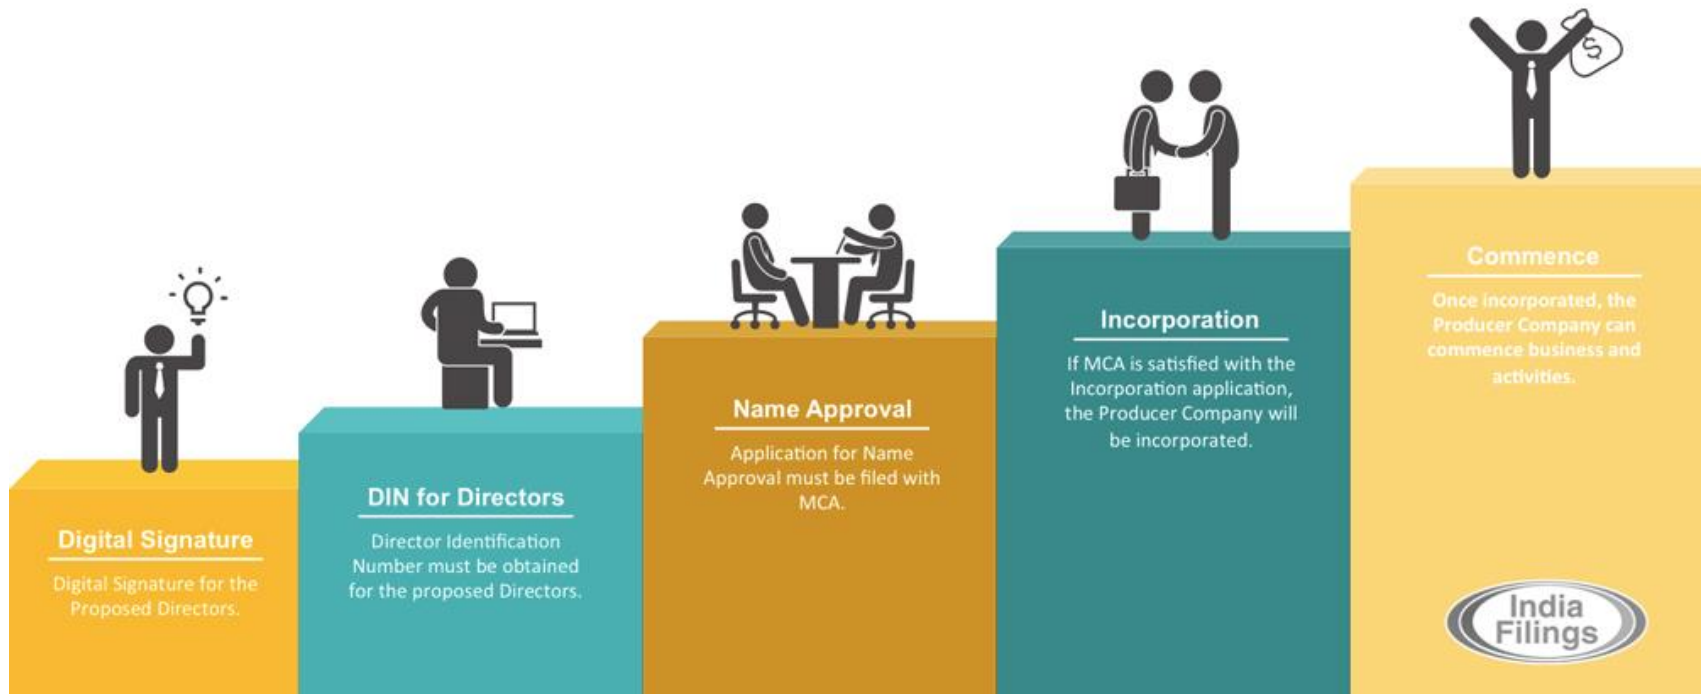 Digital Signature
Digital Signature for the
Proposed Directors.
DIN for Directors
Director Identification
Number must be obtained
for the proposed Directors.
Name Approval
Application for Name
Approval must be filed with
MCA.
Incorporation
If MCA is satisfied with the
Incorporation application,
the Producer Company will
be incorporated.
$
Commence
Once incorporated, the
Producer Company can
commence business and
activities.
India
Filings